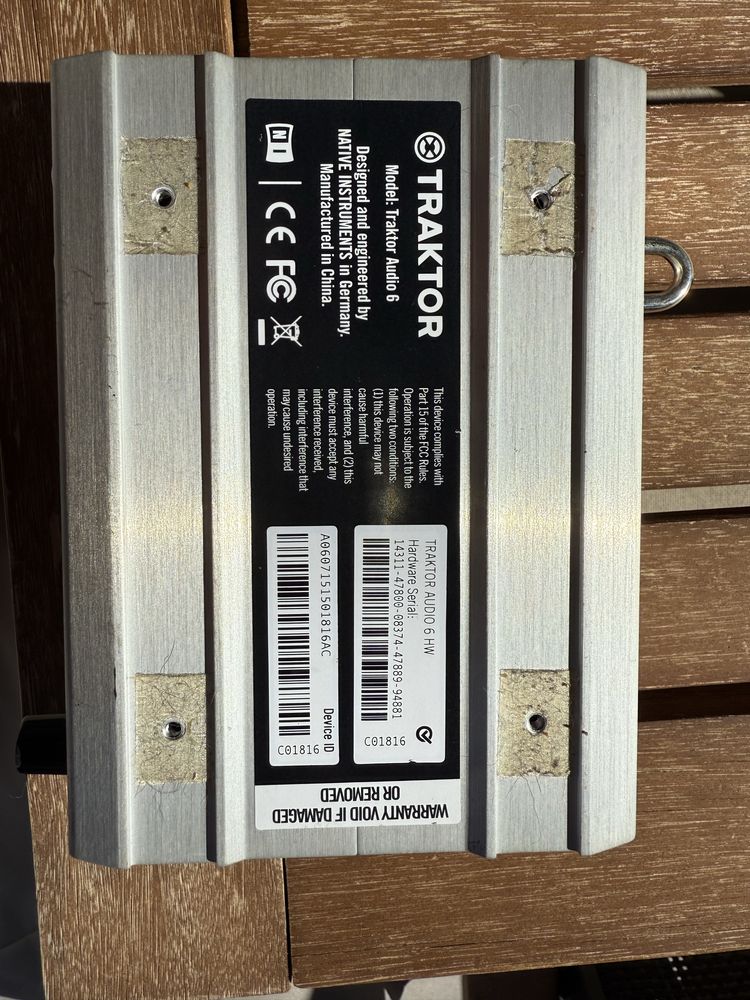 TRAKTOR
Model: Traktor Audio 6
Designed and engineered by
NATIVE INSTRUMENTS in Germany.
Manufactured in China.
NI
CE FC
This device complies with
Part 15 of the FCC Rules.
Operation is subject to the
following two conditions:
(1) this device may not
cause harmful
interference, and (2) this
device must accept any
interference received,
including interference that
may cause undesired
operation.
TRAKTOR AUDIO 6 HW
Hardware Serial:
14311-47800-08374-47889-94881
C01816
A0607151501816AC
Device ID
C01816
WARRANTY VOID IF DAMAGED
OR REMOVED